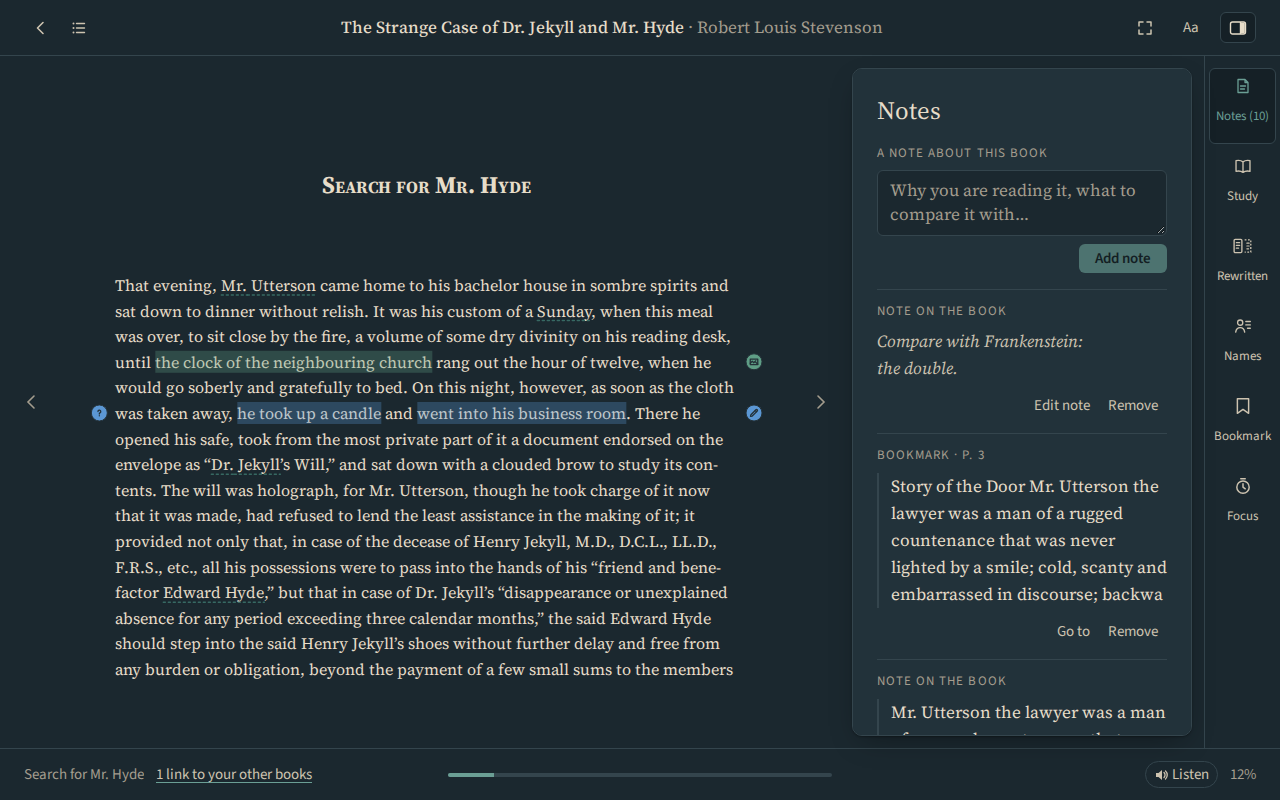 The Strange Case of Dr. Jekyll and Mr. Hyde · Robert Louis Stevenson
Aa
Search for Mr. Hyde
That evening, Mr. Utterson came home to his bachelor house in sombre spirits and
sat down to dinner without relish. It was his custom of a Sunday, when this meal
was over, to sit close by the fire, a volume of some dry divinity on his reading desk,
until the clock of the neighbouring church rang out the hour of twelve, when he
would go soberly and gratefully to bed. On this night, however, as soon as the cloth
was taken away, he took up a candle and went into his business room. There he
opened his safe, took from the most private part of it a document endorsed on the
envelope as “Dr. Jekyll’s Will,” and sat down with a clouded brow to study its con-
tents. The will was holograph, for Mr. Utterson, though he took charge of it now
that it was made, had refused to lend the least assistance in the making of it; it
provided not only that, in case of the decease of Henry Jekyll, M.D., D.C.L., LL.D.,
F.R.S., etc., all his possessions were to pass into the hands of his “friend and bene-
factor Edward Hyde,” but that in case of Dr. Jekyll’s “disappearance or unexplained
absence for any period exceeding three calendar months,” the said Edward Hyde
should step into the said Henry Jekyll’s shoes without further delay and free from
any burden or obligation, beyond the payment of a few small sums to the members
Notes
A NOTE ABOUT THIS BOOK
Why you are reading it, what to
compare it with…
Add note
NOTE ON THE BOOK
Compare with Frankenstein:
the double.
Edit note Remove
BOOKMARK · P. 3
Story of the Door Mr. Utterson the
lawyer was a man of a rugged
countenance that was never
lighted by a smile; cold, scanty and
embarrassed in discourse; backwa
Go to Remove
NOTE ON THE BOOK
Mr. Utterson the lawyer was a man
Notes (10)
Study
Rewritten
Names
Bookmark
Focus
Search for Mr. Hyde 1 link to your other books
Listen 12%